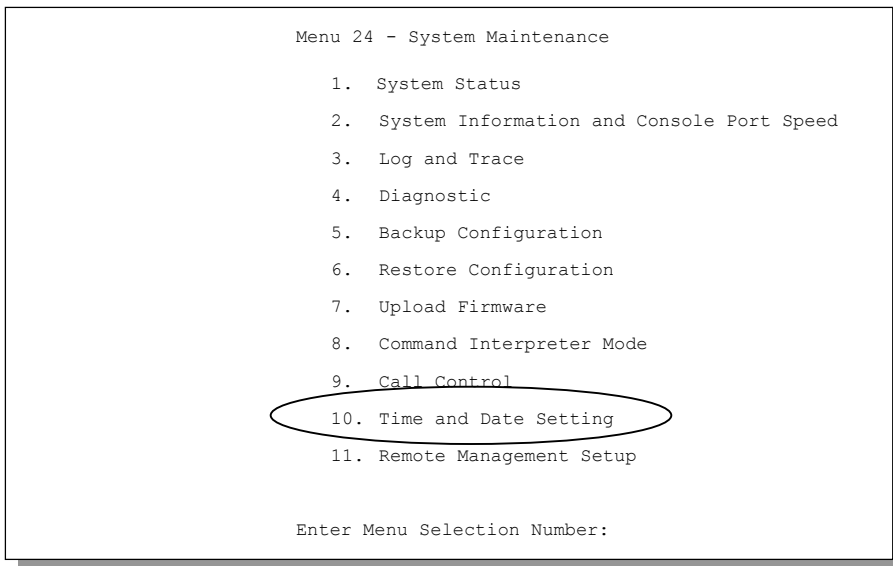 Menu 24 - System Maintenance
1. System Status
2. System Information and Console Port Speed
3. Log and Trace
4. Diagnostic
5. Backup Configuration
6. Restore Configuration
7. Upload Firmware
8. Command Interpreter Mode
9. Call Control
10. Time and Date Setting
11. Remote Management Setup
Enter Menu Selection Number: